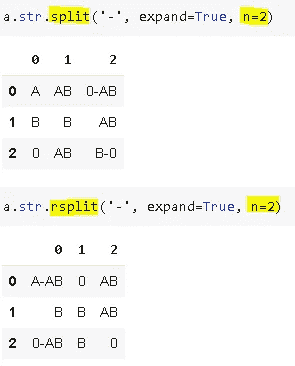 a.str.split('-', expand=True, n=2)
0 1 2
0 A AB 0-AB
1 B B AB
2 0 AB B-0
a.str.rsplit('-', expand=True, n=2)
0 1 2
0 A-AB 0 AB
1 B B AB
2 0-AB B 0